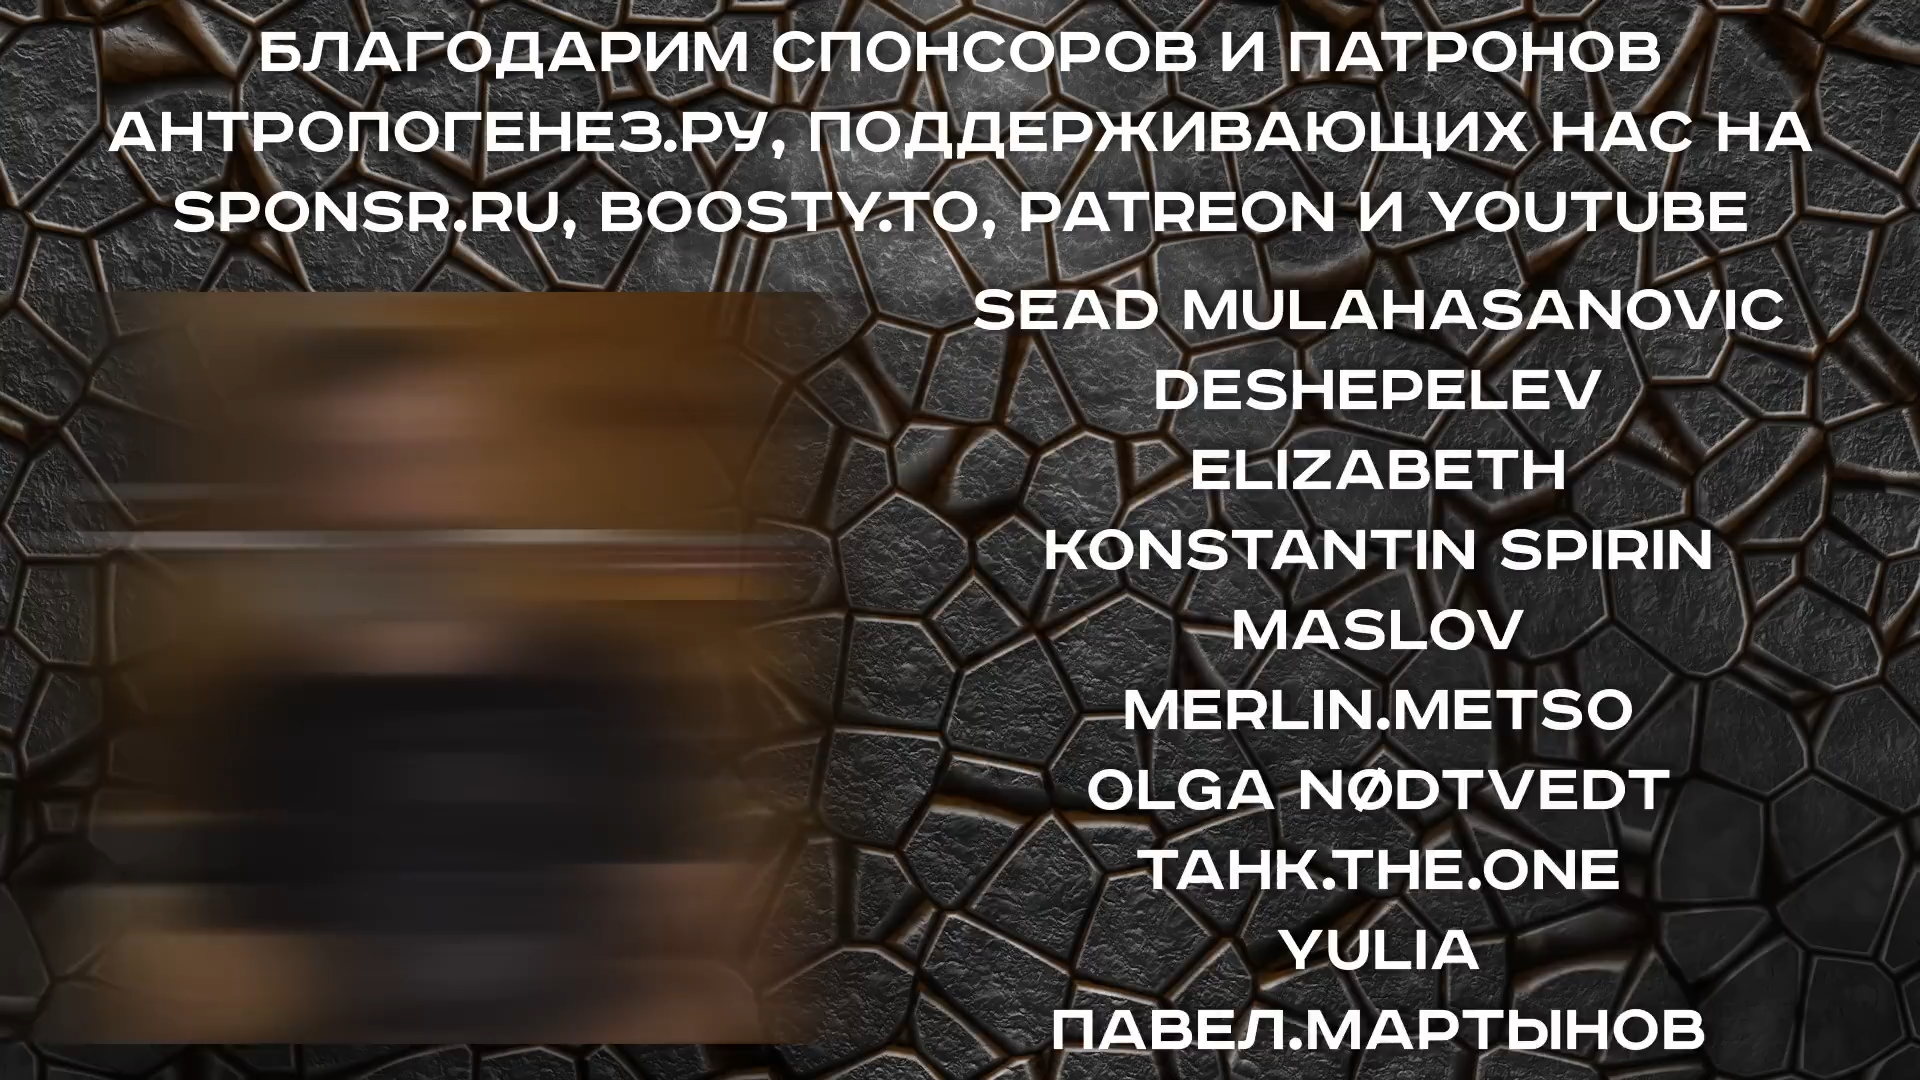 БЛАГОДАРИМ СПОНСОРОВ И ПАТРОНОВ
АНТРОПОГЕНЕЗ.РУ, ПОДДЕРЖИВАЮЩИХ НАС НА
SPONSR.RU, BOOSTY.TO, PATREON И YOUTUBE
SEAD MULAHASANOVIC
DESHEPELEV
ELIZABETH
KONSTANTIN SPIRIN
MASLOV
MERLIN.METSO
OLGA NØDTVEDT
TAHK.THE.ONE
YULIA
ПАВЕЛ.МАРТЫНОВ